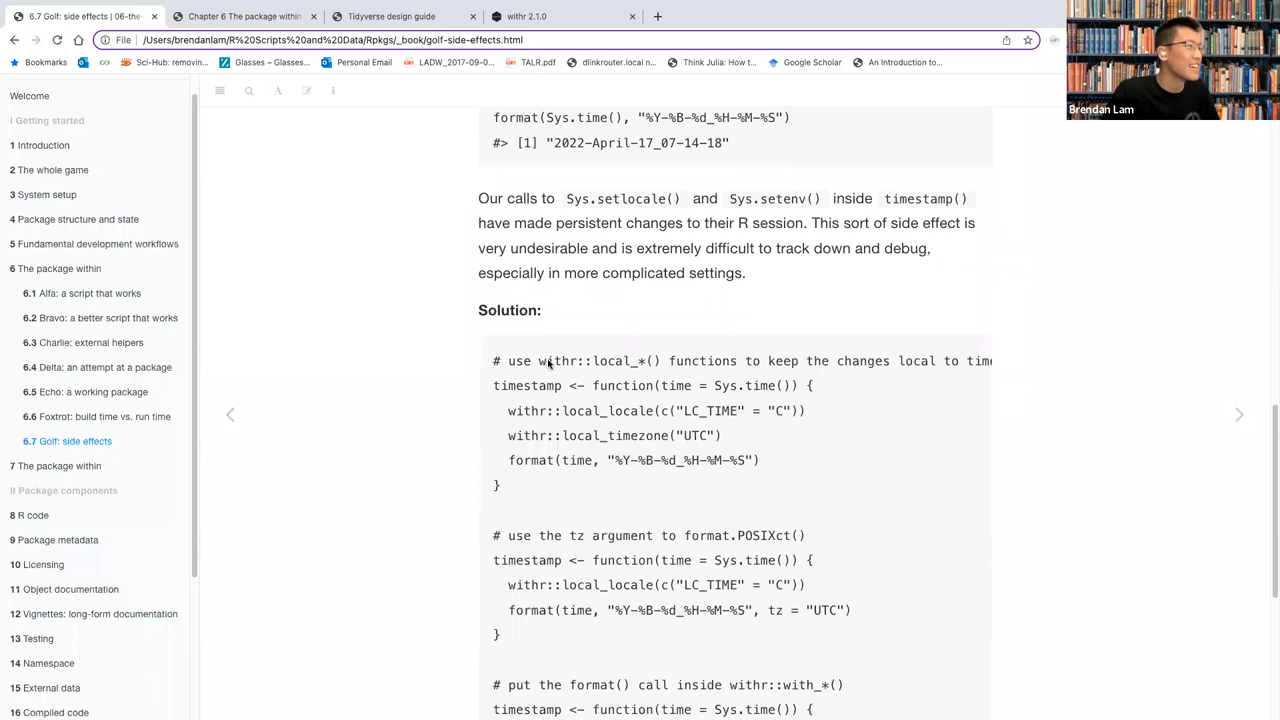 6.7 Golf: side effects | 06-the-
Chapter 6 The package within
Tidyverse design guide
withr 2.1.0
File
/Users/brendanlam/R%20Scripts%20and%20Data/Rpkgs/_book/golf-side-effects.html
Bookmarks
Sci-Hub: removin...
Glasses – Glasses...
Personal Email
LADW_2017-09-0...
TALR.pdf
dlinkrouter.local n...
Think Julia: How t...
Google Scholar
An Introduction to...
Brendan Lam
Welcome
I Getting started
1 Introduction
2 The whole game
3 System setup
4 Package structure and state
5 Fundamental development workflows
6 The package within
6.1 Alfa: a script that works
6.2 Bravo: a better script that works
6.3 Charlie: external helpers
6.4 Delta: an attempt at a package
6.5 Echo: a working package
6.6 Foxtrot: build time vs. run time
6.7 Golf: side effects
7 The package within
II Package components
8 R code
9 Package metadata
10 Licensing
11 Object documentation
12 Vignettes: long-form documentation
13 Testing
14 Namespace
15 External data
16 Compiled code
format(Sys.time(), "%Y-%B-%d_%H-%M-%S")
#> [1] "2022-April-17_07-14-18"
Our calls to Sys.setlocale() and Sys.setenv() inside timestamp()
have made persistent changes to their R session. This sort of side effect is
very undesirable and is extremely difficult to track down and debug,
especially in more complicated settings.
Solution:
# use withr::local_*() functions to keep the changes local to time
timestamp <- function(time = Sys.time()) {
withr::local_locale(c("LC_TIME" = "C"))
withr::local_timezone("UTC")
format(time, "%Y-%B-%d_%H-%M-%S")
}
# use the tz argument to format.POSIXct()
timestamp <- function(time = Sys.time()) {
withr::local_locale(c("LC_TIME" = "C"))
format(time, "%Y-%B-%d_%H-%M-%S", tz = "UTC")
}
# put the format() call inside withr::with_*()
timestamp <- function(time = Sys.time()) {